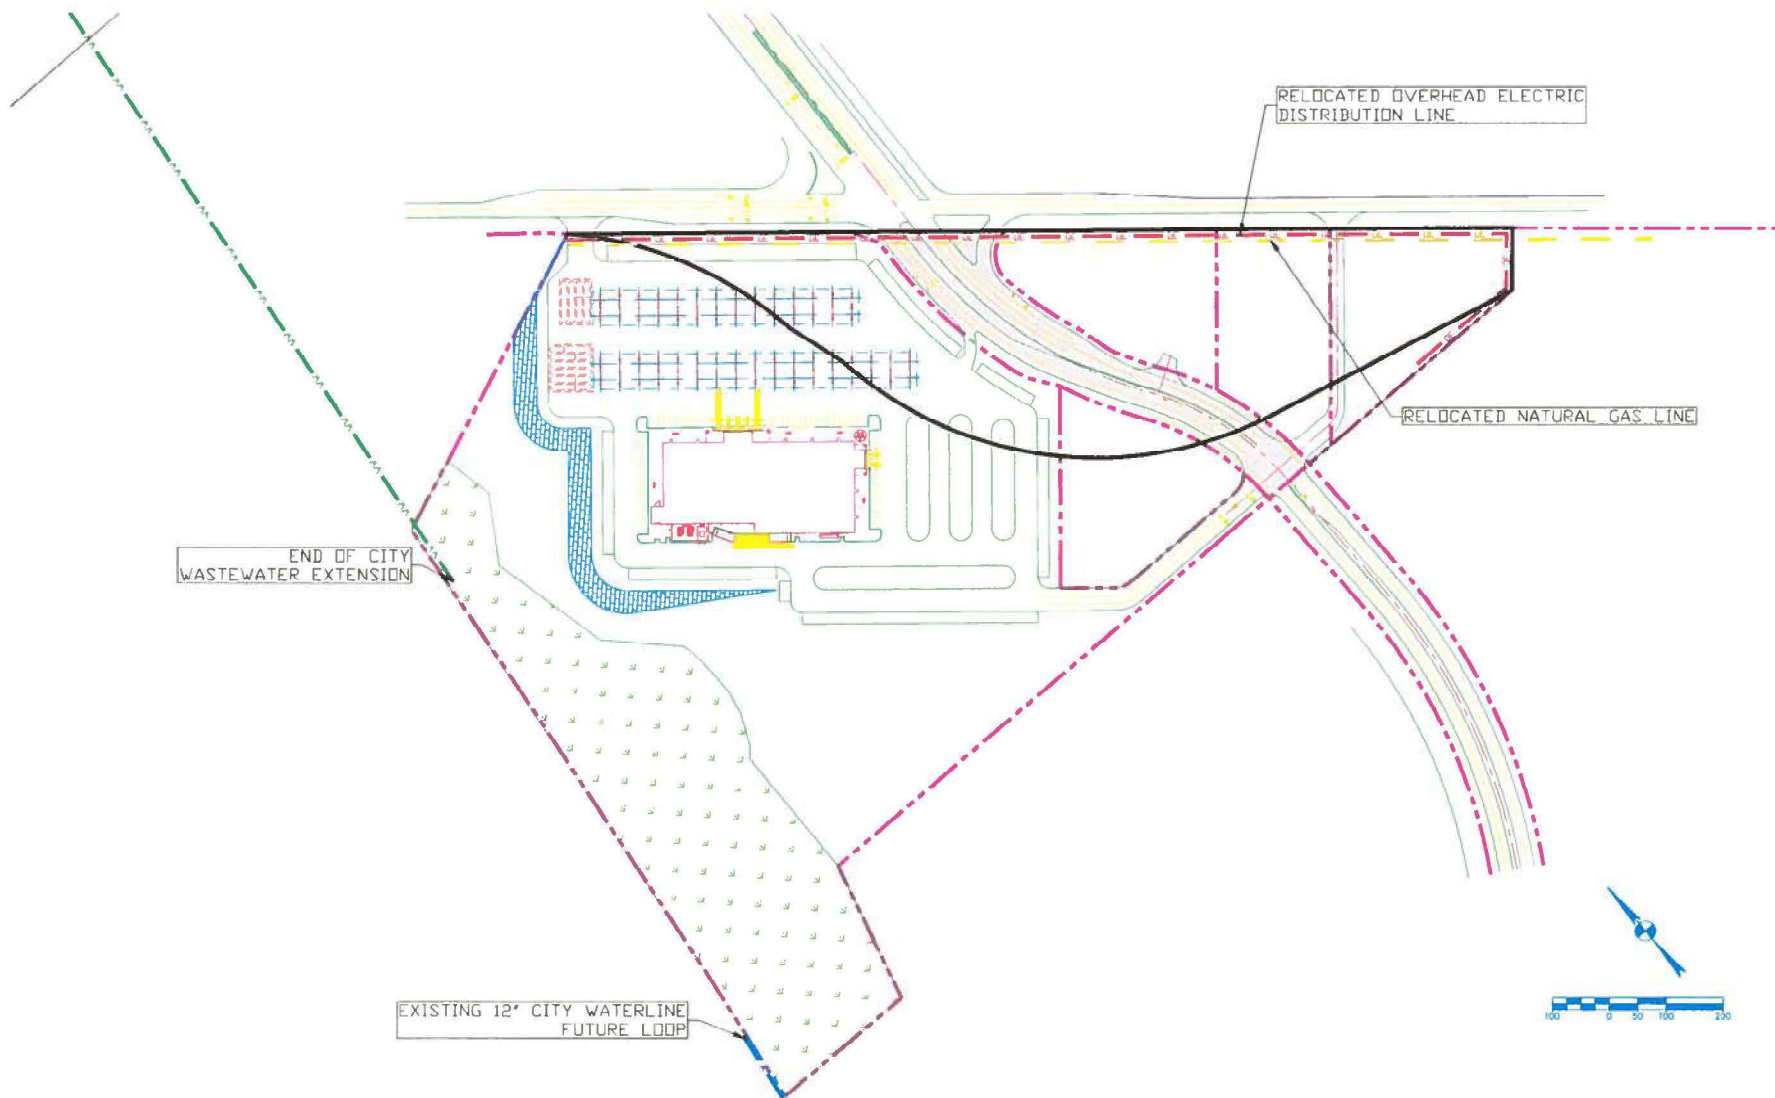 RELOCATED OVERHEAD ELECTRIC
DISTRIBUTION LINE
RELOCATED NATURAL GAS LINE
END OF CITY
WASTEWATER EXTENSION
EXISTING 12" CITY WATERLINE
FUTURE LOOP
100 0 50 100 200